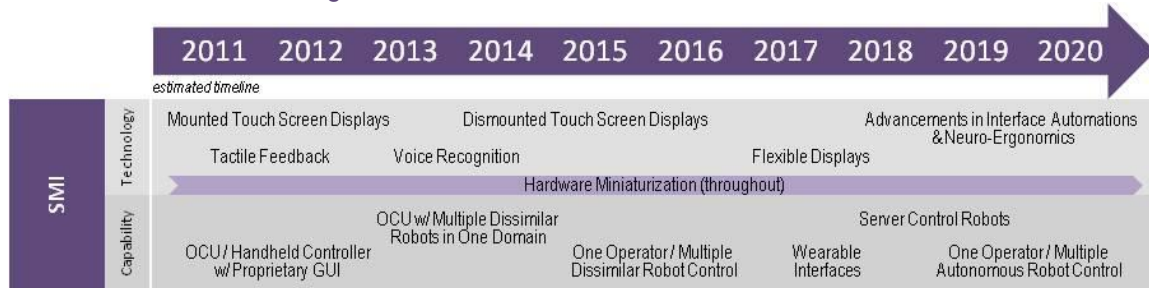 2011 2012 2013 2014 2015 2016 2017 2018 2019 2020
estimated timeline
SMI
Technology
Mounted Touch Screen Displays
Dismounted Touch Screen Displays
Advancements in Interface Automations
& Neuro-Ergonomics
Tactile Feedback
Voice Recognition
Flexible Displays
Hardware Miniaturization (throughout)
Capability
OCU w/ Multiple Dissimilar
Robots in One Domain
Server Control Robots
OCU / Handheld Controller
w/ Proprietary GUI
One Operator / Multiple
Dissimilar Robot Control
Wearable
Interfaces
One Operator / Multiple
Autonomous Robot Control